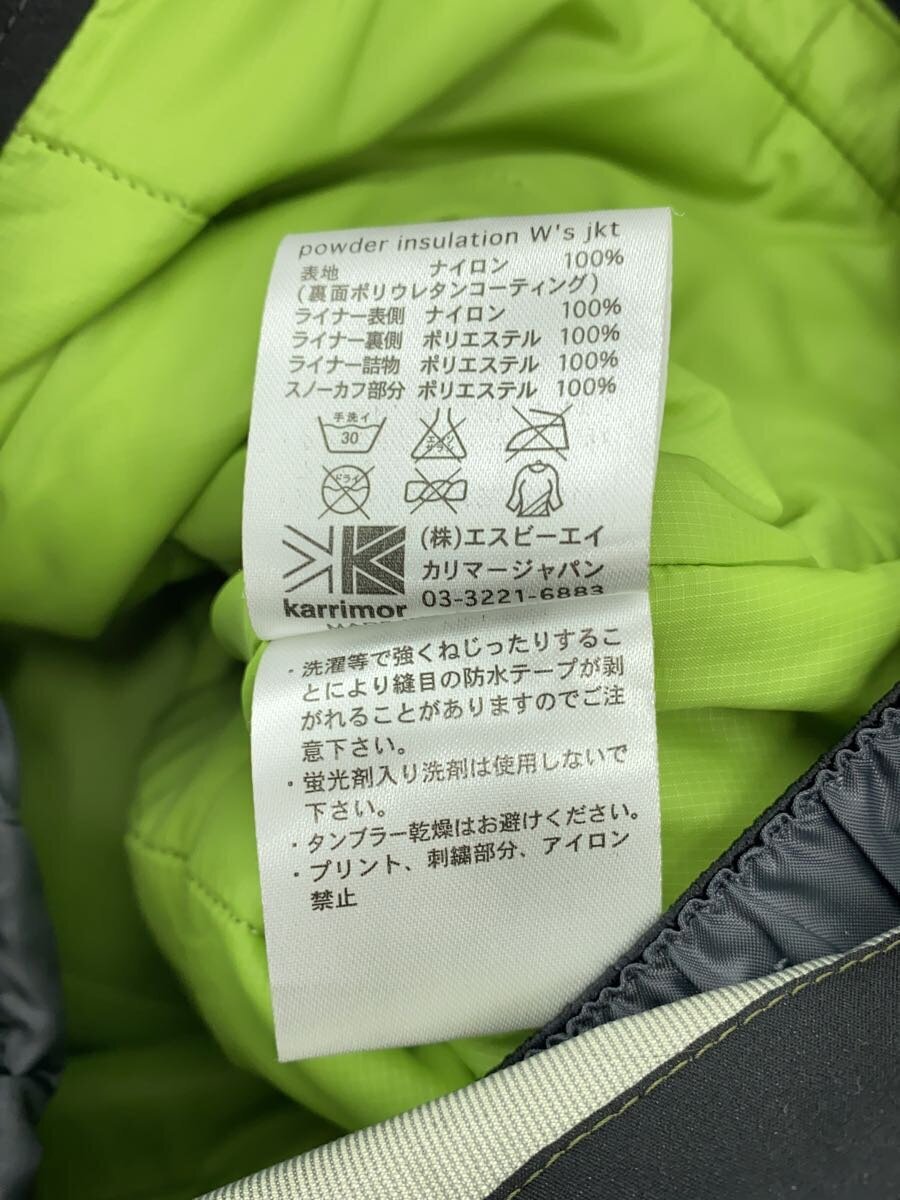 powder insulation W's jkt
表地 ナイロン 100%
(裏面ポリウレタンコーティング)
ライナー表側 ナイロン 100%
ライナー裏側 ポリエステル 100%
ライナー詰物 ポリエステル 100%
スノーカフ部分 ポリエステル 100%
手洗イ
30
エンソサラシ
ドライ
(株)エスビーエイ
カリマージャパン
karrimor 03-3221-6883
・洗濯等で強くねじったりするこ
とにより縫目の防水テープが剥
がれることがありますのでご注
意下さい。
・蛍光剤入り洗剤は使用しないで
下さい。
・タンブラー乾燥はお避けください。
・プリント、刺繍部分、アイロン
禁止